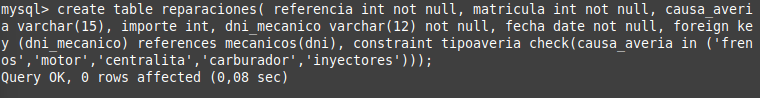 mysql> create table reparaciones( referencia int not null, matricula int not null, causa_averi
a varchar(15), importe int, dni_mecanico varchar(12) not null, fecha date not null, foreign ke
y (dni_mecanico) references mecanicos(dni), constraint tipoaveria check(causa_averia in ('fren
os','motor','centralita','carburador','inyectores')));
Query OK, 0 rows affected (0,08 sec)